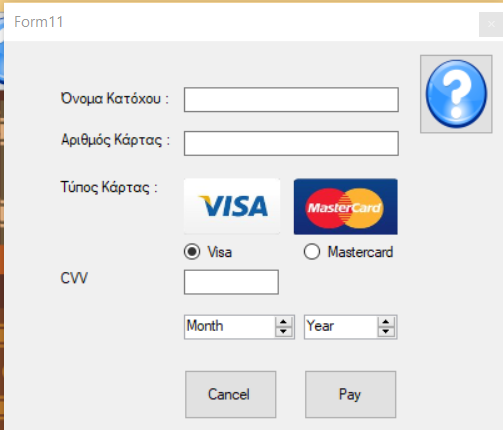 Form11
Όνομα Κατόχου :
Αριθμός Κάρτας :
Τύπος Κάρτας :
VISA MasterCard
Visa Mastercard
CVV
Month Year
Cancel Pay